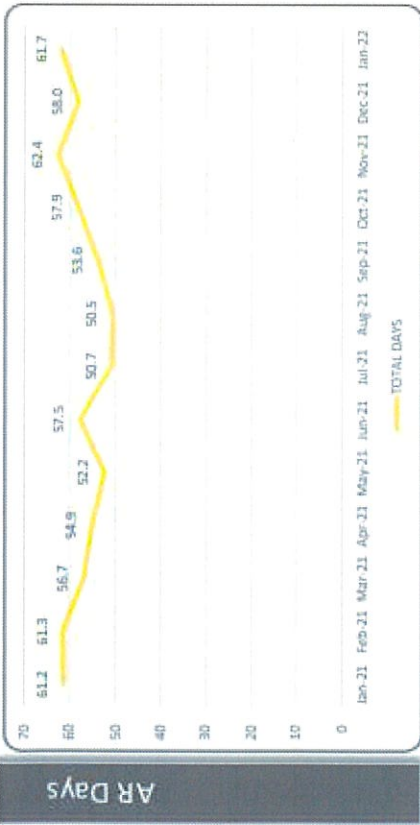 AR Days
70
60
50
40
30
20
10
0
61.2 61.3 56.7 54.9 52.2 57.5 50.7 50.5 53.6 57.9 62.4 58.0 61.7
Jan-21 Feb-21 Mar-21 Apr-21 May-21 Jun-21 Jul-21 Aug-21 Sep-21 Oct-21 Nov-21 Dec-21 Jan-22
TOTAL DAYS